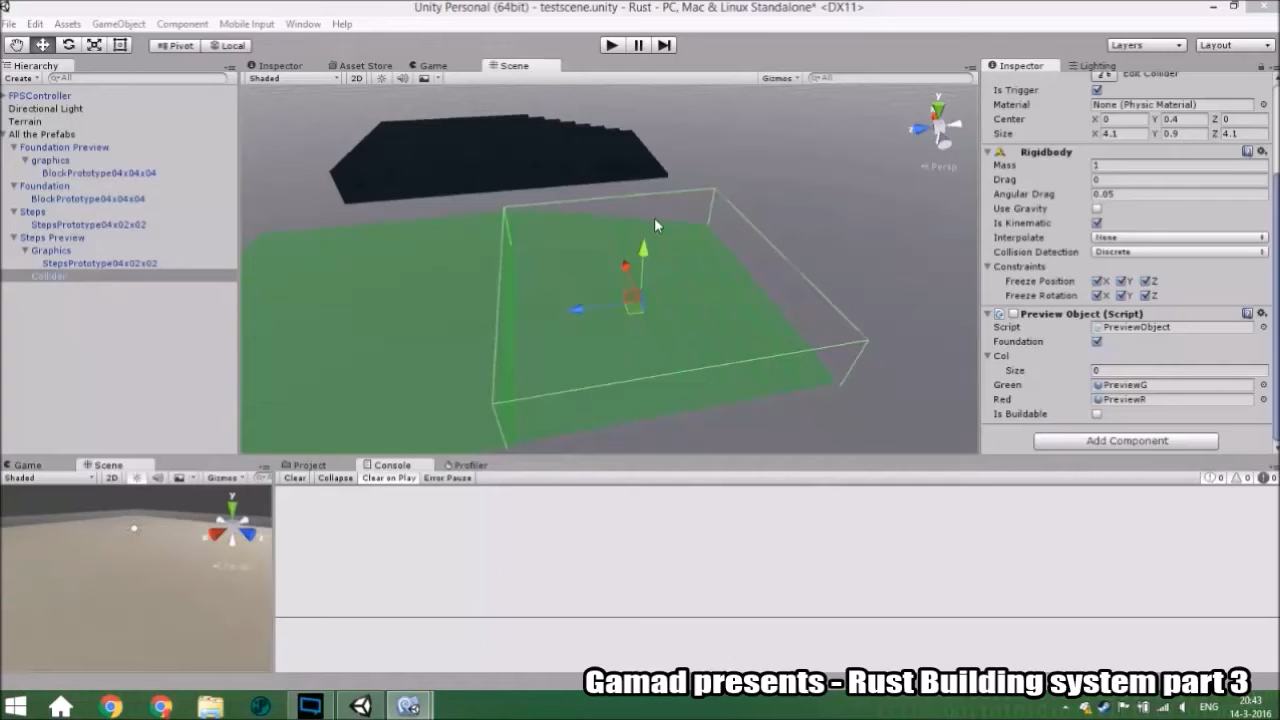 Unity Personal (64bit) - testscene.unity - Rust - PC, Mac & Linux Standalone* <DX11>
File Edit Assets GameObject Component Mobile Input Window Help
Pivot Local Layers Layout
Hierarchy
Create All
FPSController
Directional Light
Terrain
All the Prefabs
Foundation Preview
graphics
BlockPrototype04x04x04
Foundation
BlockPrototype04x04x04
Steps
StepsPrototype04x02x02
Steps Preview
Graphics
StepsPrototype04x02x02
Collider
Inspector Asset Store Game Scene
Shaded 2D Gizmos All
y
Persp
Inspector Lighting
Edit Collider
Is Trigger
Material None (Physic Material)
Center X 0 Y 0.4 Z 0
Size X 4.1 Y 0.9 Z 4.1
Rigidbody
Mass 1
Drag 0
Angular Drag 0.05
Use Gravity
Is Kinematic
Interpolate None
Collision Detection Discrete
Constraints
Freeze Position X Y Z
Freeze Rotation X Y Z
Preview Object (Script)
Script PreviewObject
Foundation
Col
Size 0
Green PreviewG
Red PreviewR
Is Buildable
Add Component
Game Scene
Shaded 2D Gizmos
y
Project Console Profiler
Clear Collapse Clear on Play Error Pause 0 0 0
Gamad presents - Rust Building system part 3
ENG
20:43
14-3-2016